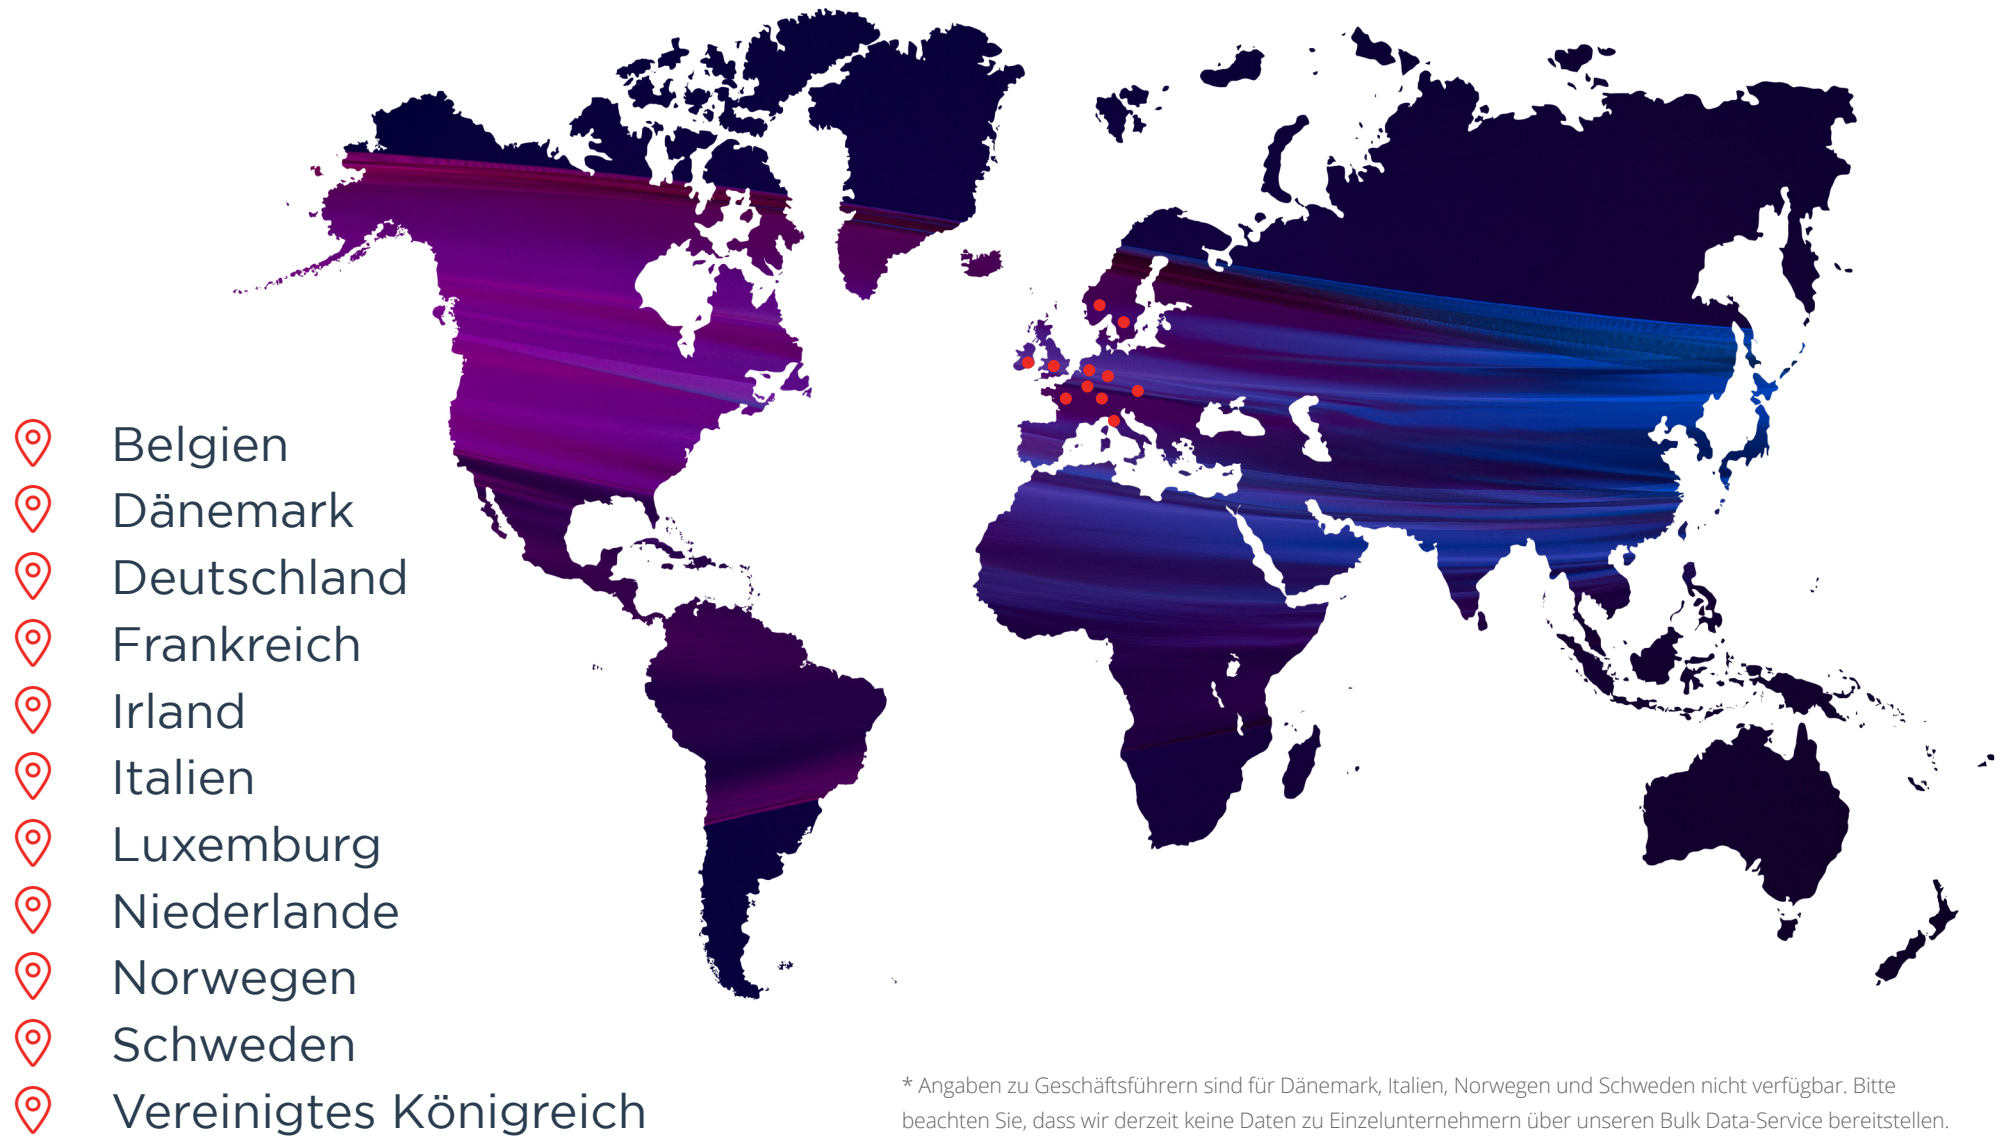 Belgien
Dänemark
Deutschland
Frankreich
Irland
Italien
Luxemburg
Niederlande
Norwegen
Schweden
Vereinigtes Königreich
* Angaben zu Geschäftsführern sind für Dänemark, Italien, Norwegen und Schweden nicht verfügbar. Bitte
beachten Sie, dass wir derzeit keine Daten zu Einzelunternehmern über unseren Bulk Data-Service bereitstellen.